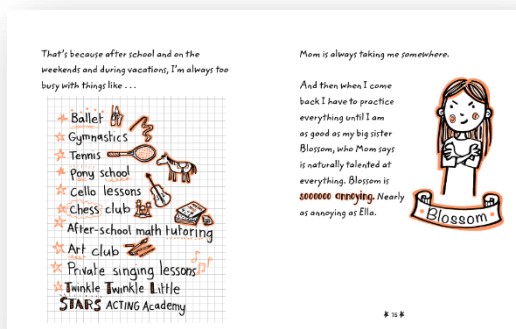 That's because after school and on the
weekends and during vacations, I'm always too
busy with things like . . .
Ballet
Gymnastics
Tennis
Pony school
Cello lessons
Chess club
After-school math tutoring
Art club
Private singing lessons
Twinkle Twinkle Little
STARS ACTING Academy
Mom is always taking me somewhere.
And then when I come
back I have to practice
everything until I am
as good as my big sister
Blossom, who Mom says
is naturally talented at
everything. Blossom is
soooooo annoying. Nearly
as annoying as Ella.
Blossom